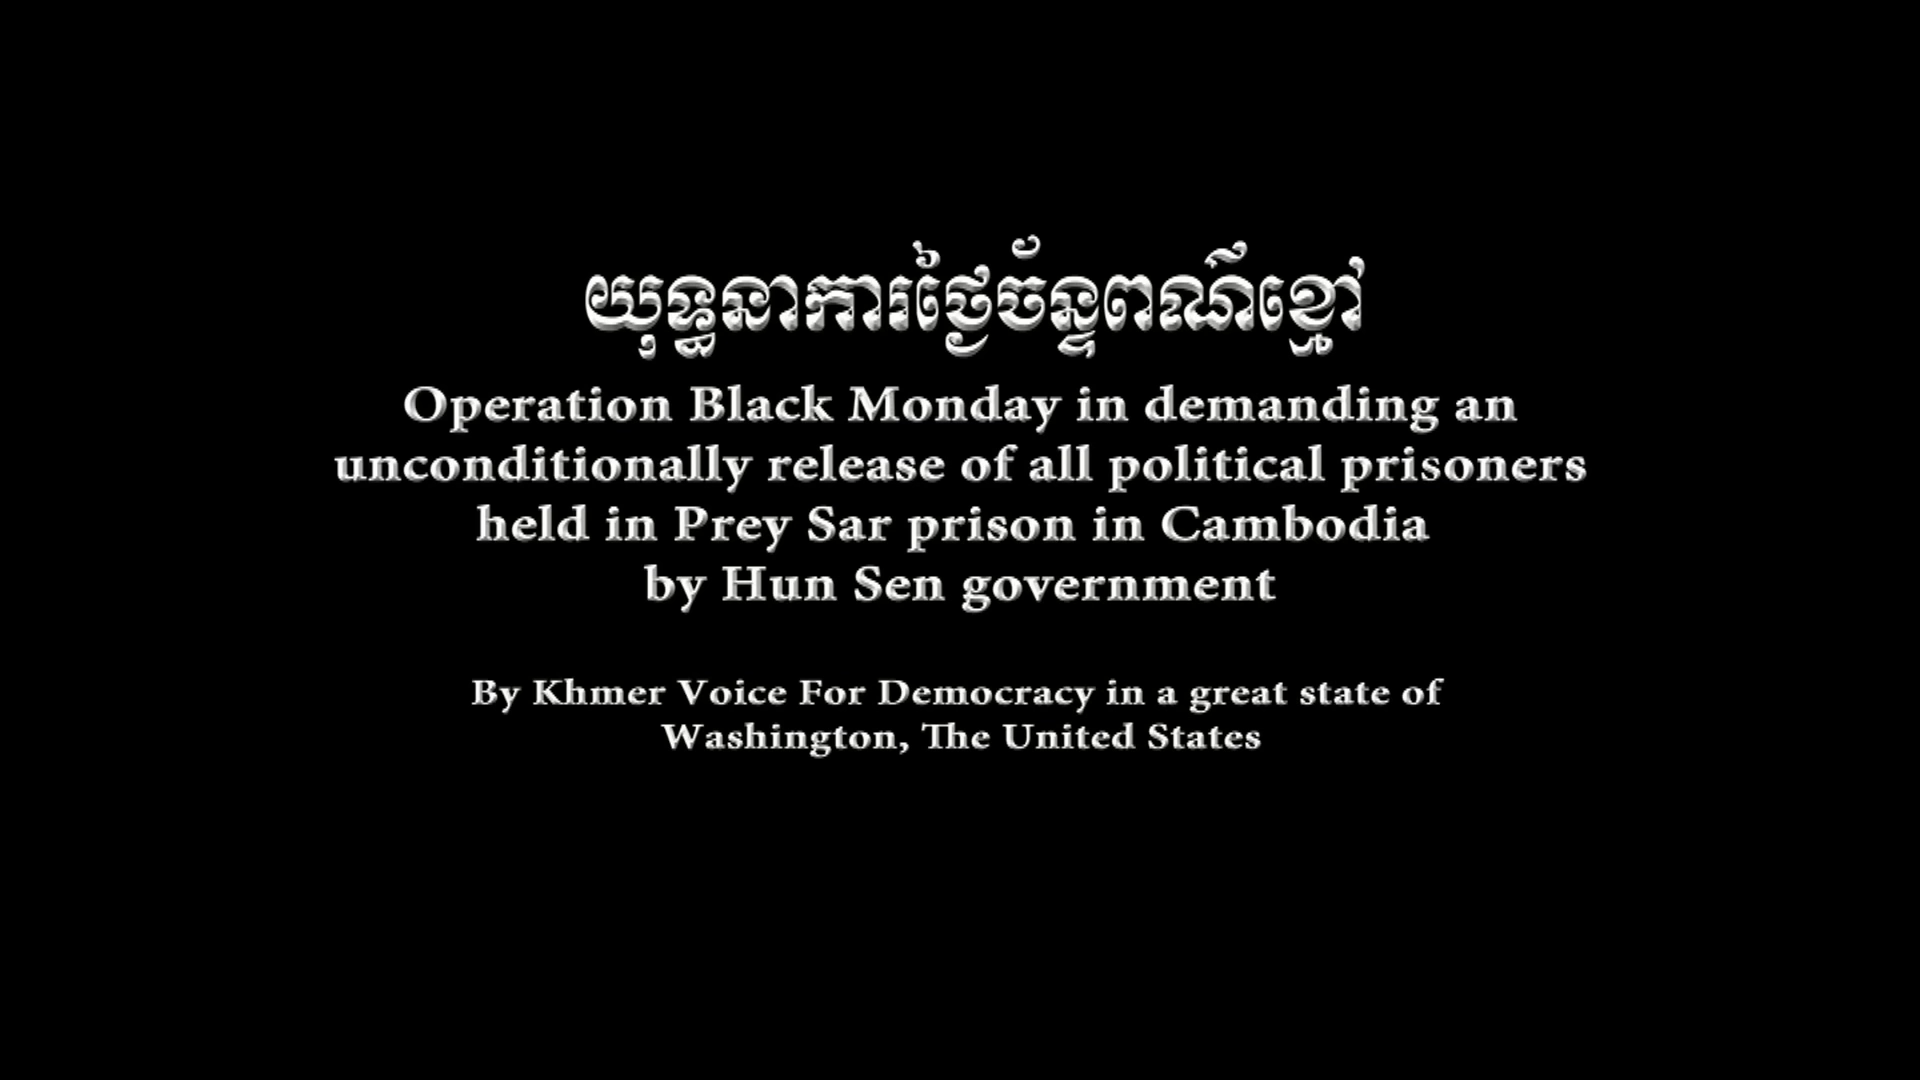 យុទ្ធនាការថ្ងៃច័ន្ទពណ៌ខ្មៅ
Operation Black Monday in demanding an
unconditionally release of all political prisoners
held in Prey Sar prison in Cambodia
by Hun Sen government
By Khmer Voice For Democracy in a great state of
Washington, The United States